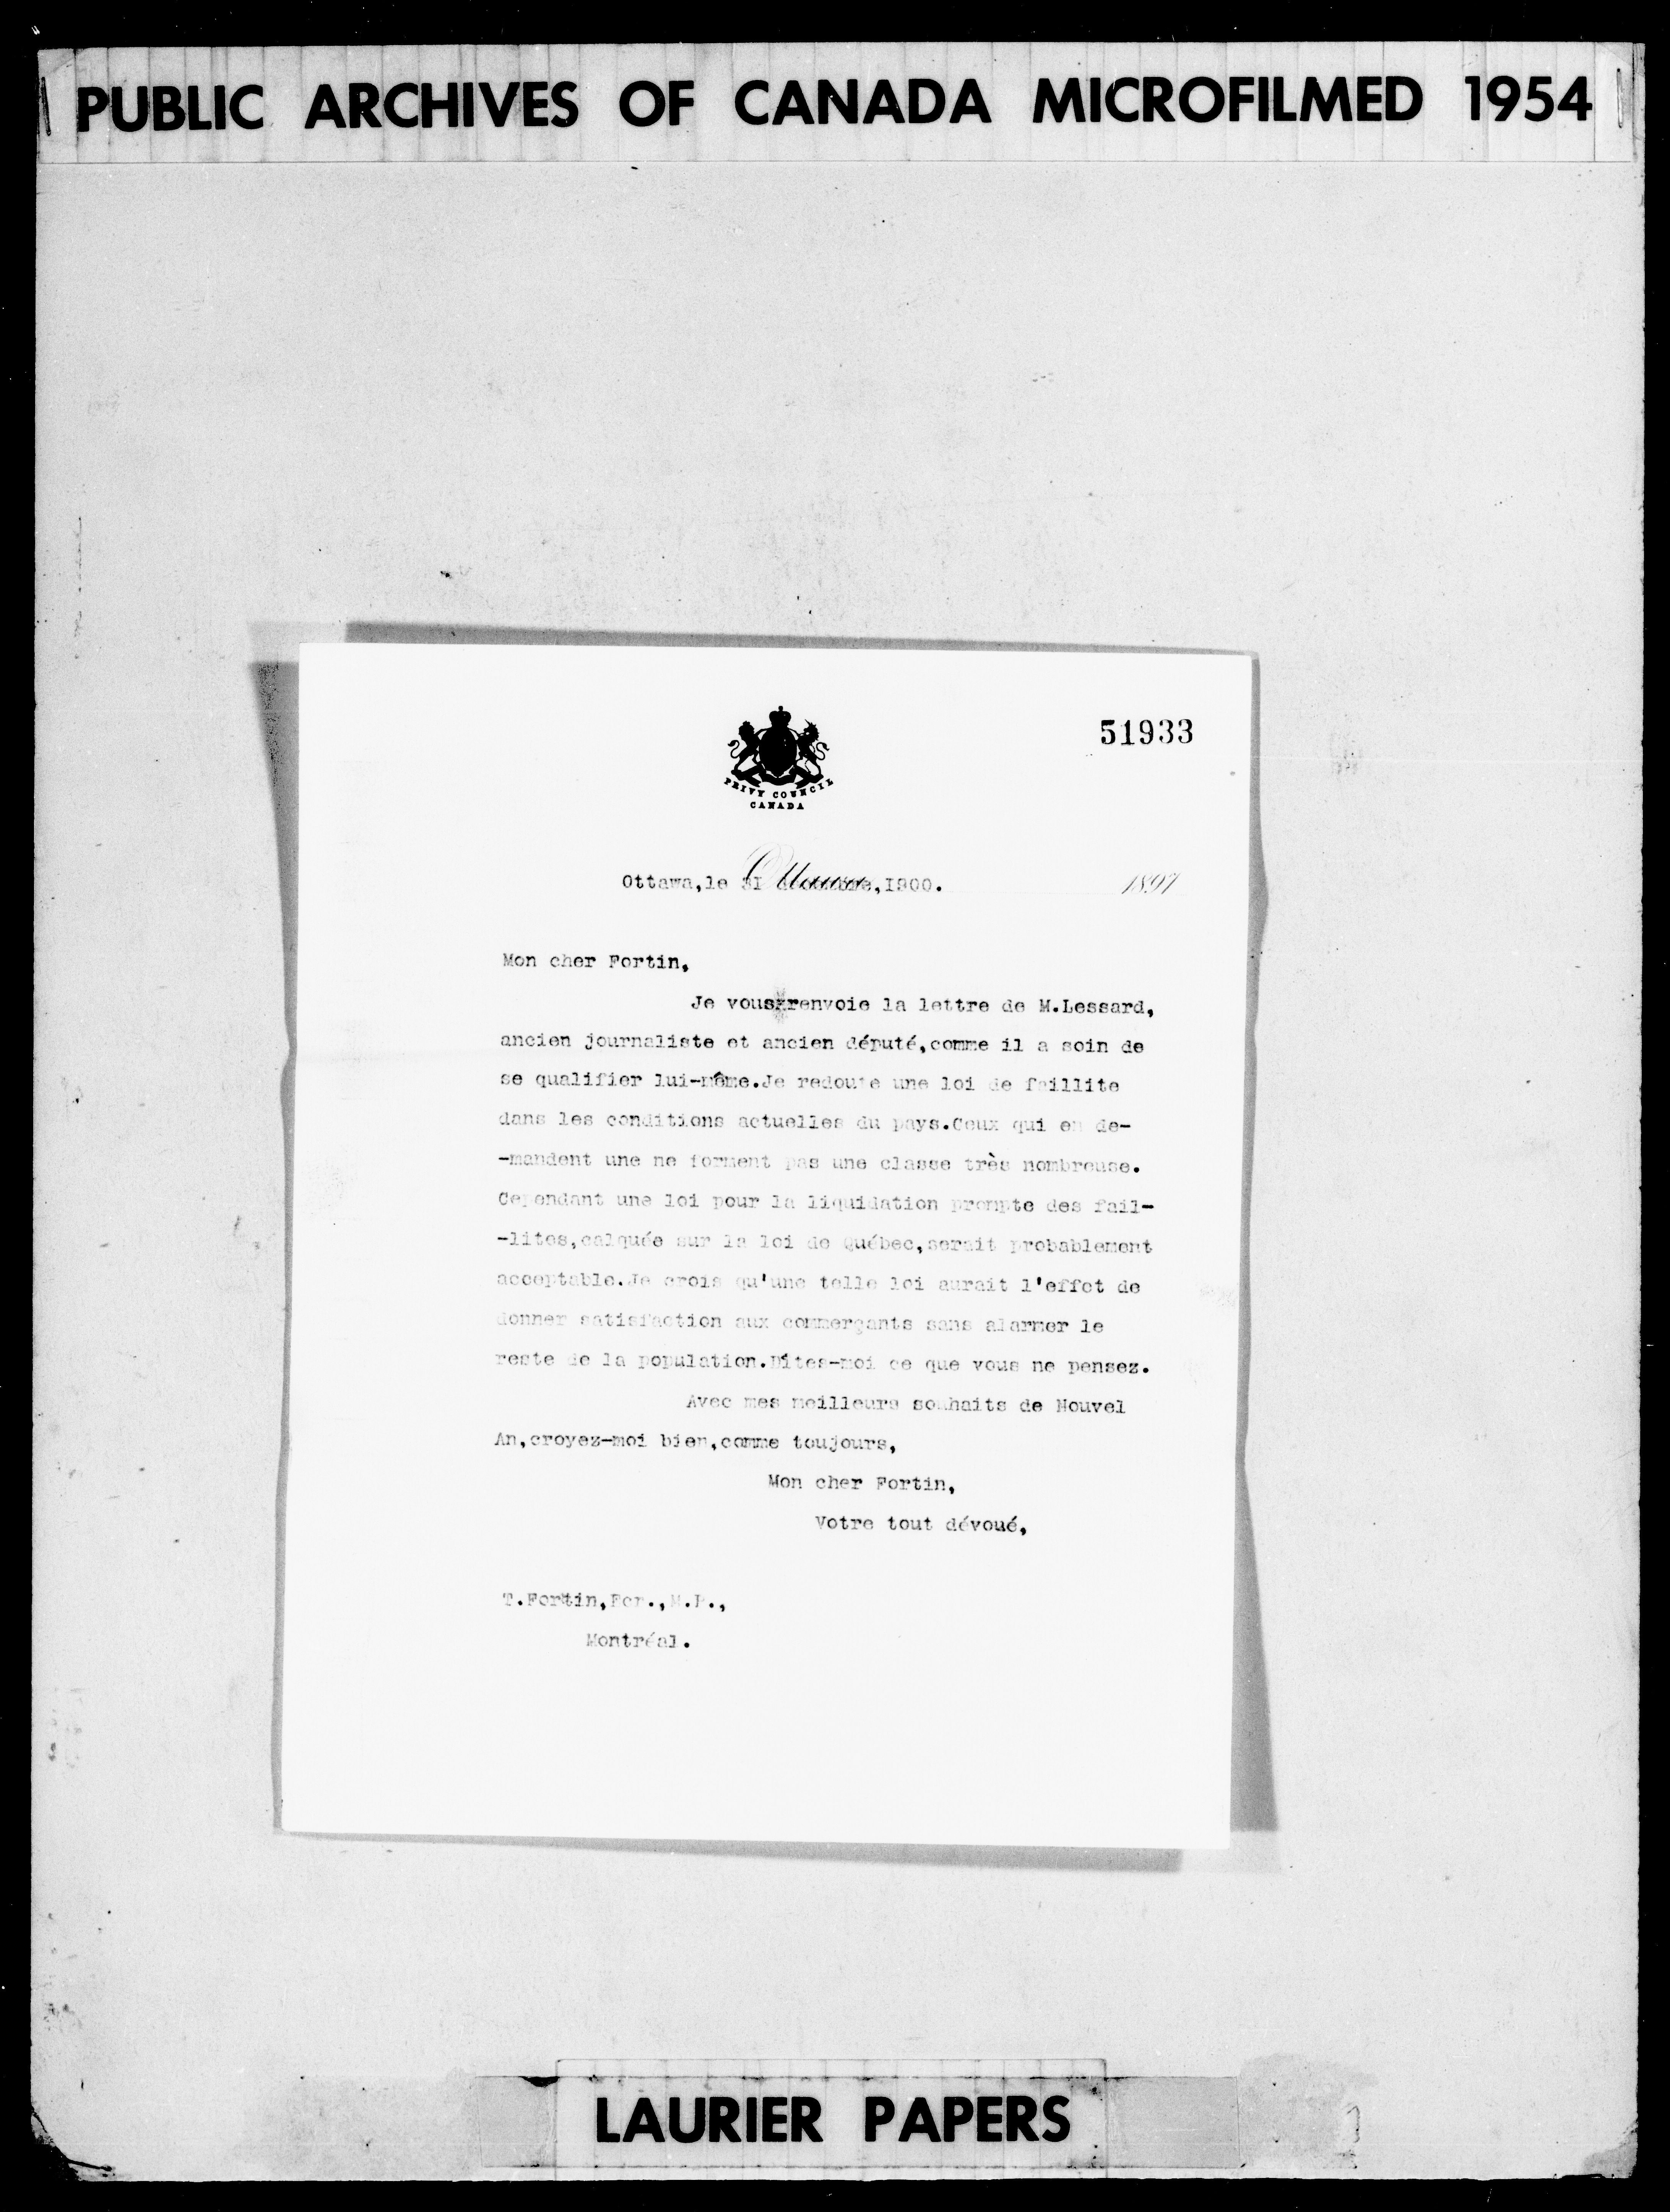 PUBLIC ARCHIVES OF CANADA MICROFILMED 1954
51933
PRIVY COUNCIL
CANADA
Ottawa
Ottawa,le 31 décembre,I900.
1897
Mon cher Fortin,
Je vous renvoie la lettre de M.Lessard,
ancien journaliste et ancien député,comme il a soin de
se qualifier lui-même.Je redoute une loi de faillite
dans les conditions actuelles du pays.Ceux qui en de-
-mandent une ne forment pas une classe très nombreuse.
Cependant une loi pour la liquidation prompte des fail-
-lites,calquée sur la loi de Québec,serait probablement
acceptable.Je crois qu'une telle loi aurait l'effet de
donner satisfaction aux commerçants sans alarmer le
reste de la population.Dîtes-moi ce que vous ne pensez.
Avec mes meilleurs souhaits de Nouvel
An,croyez-moi bien,comme toujours,
Mon cher Fortin,
Votre tout dévoué,
T.Fortin,Ecr.,M.P.,
Montréal.
LAURIER PAPERS